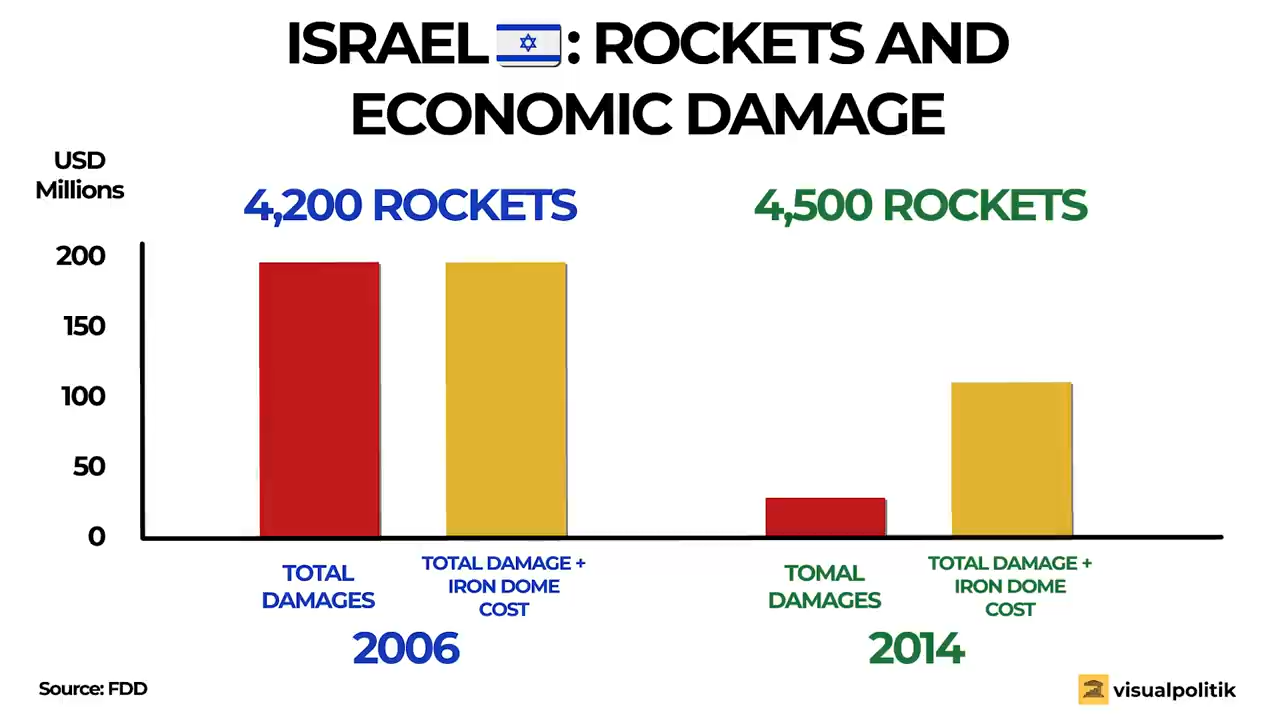 ISRAEL 🇮🇱: ROCKETS AND
ECONOMIC DAMAGE
USD
Millions
4,200 ROCKETS
4,500 ROCKETS
200
150
100
50
0
TOTAL
DAMAGES
TOTAL DAMAGE +
IRON DOME
COST
TOMAL
DAMAGES
TOTAL DAMAGE +
IRON DOME
COST
2006
2014
Source: FDD
visualpolitik